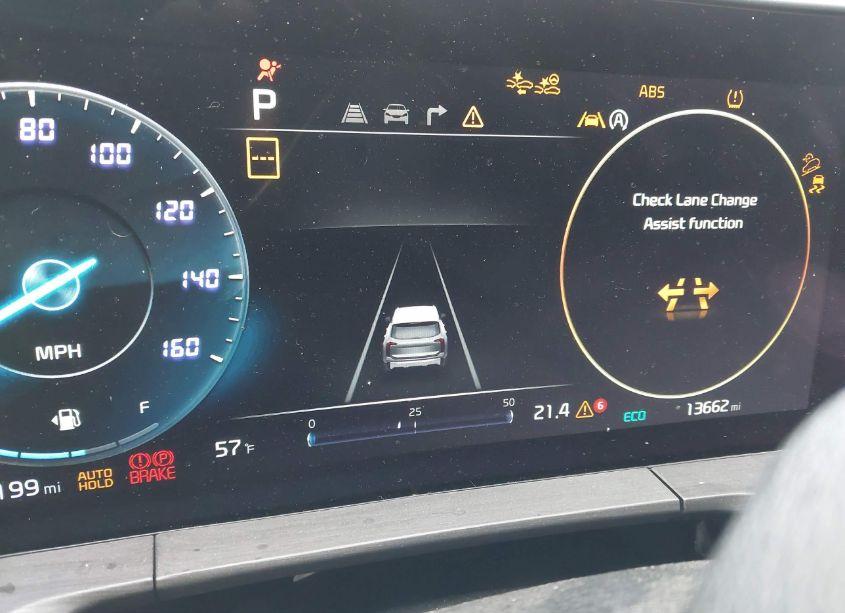 P
ABS
80
100
120
140
160
MPH
Check Lane Change
Assist function
F
0
25
50
21.4
6
ECO
13662 mi
57°F
199 mi
AUTO
HOLD
P
BRAKE
A